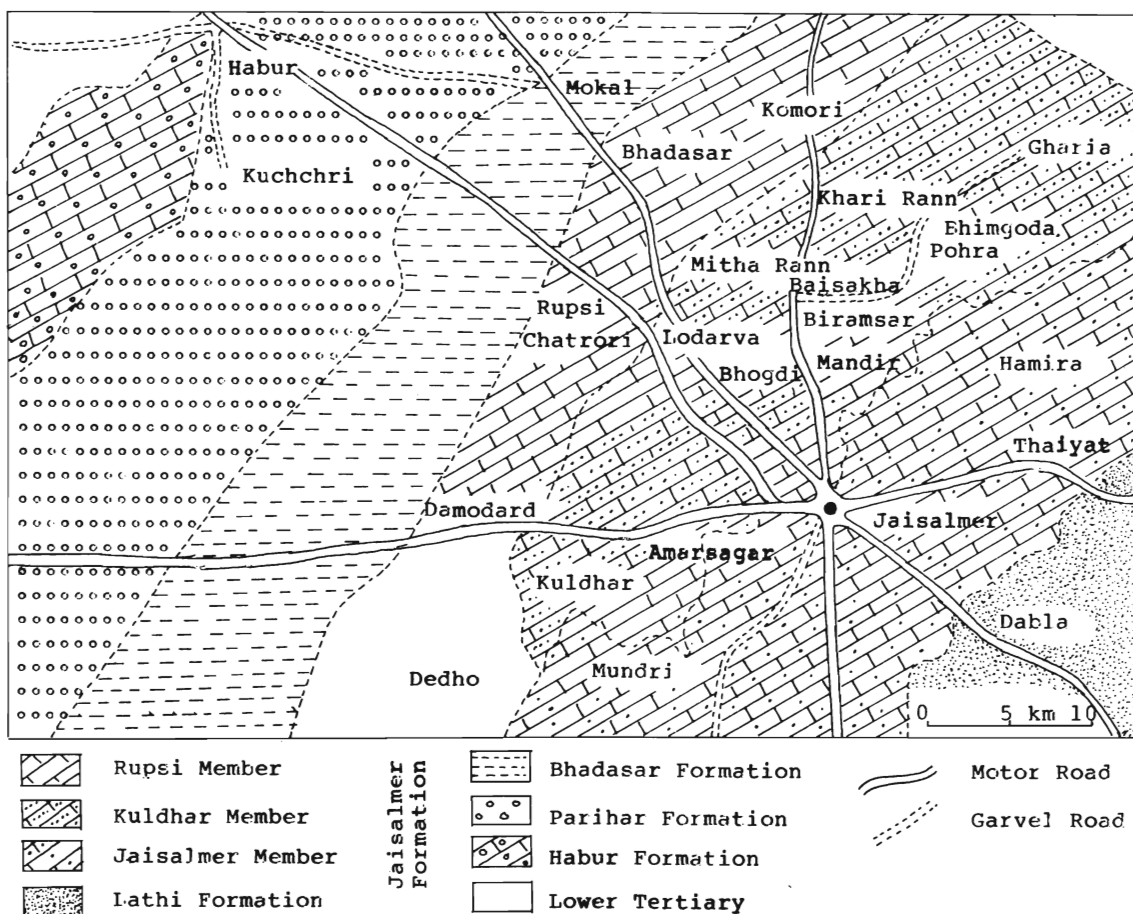 Habur
Mokal
Komori
Bhadasar
Gharia
Kuchchri
Khari Rann
Bhimgoda
Pohra
Mitha Rann
Baisakha
Rupsi
Biramsar
Chatrori
Lodarva
Mandir
Hamira
Bhogdi
Thaiyat
Damodard
Jaisalmer
Amarsagar
Kuldhar
Dabla
Mundri
Dedho
0 5 km 10
Rupsi Member
Kuldhar Member
Jaisalmer Member
Lathi Formation
Jaisalmer
Formation
Bhadasar Formation
Parihar Formation
Habur Formation
Lower Tertiary
Motor Road
Garvel Road